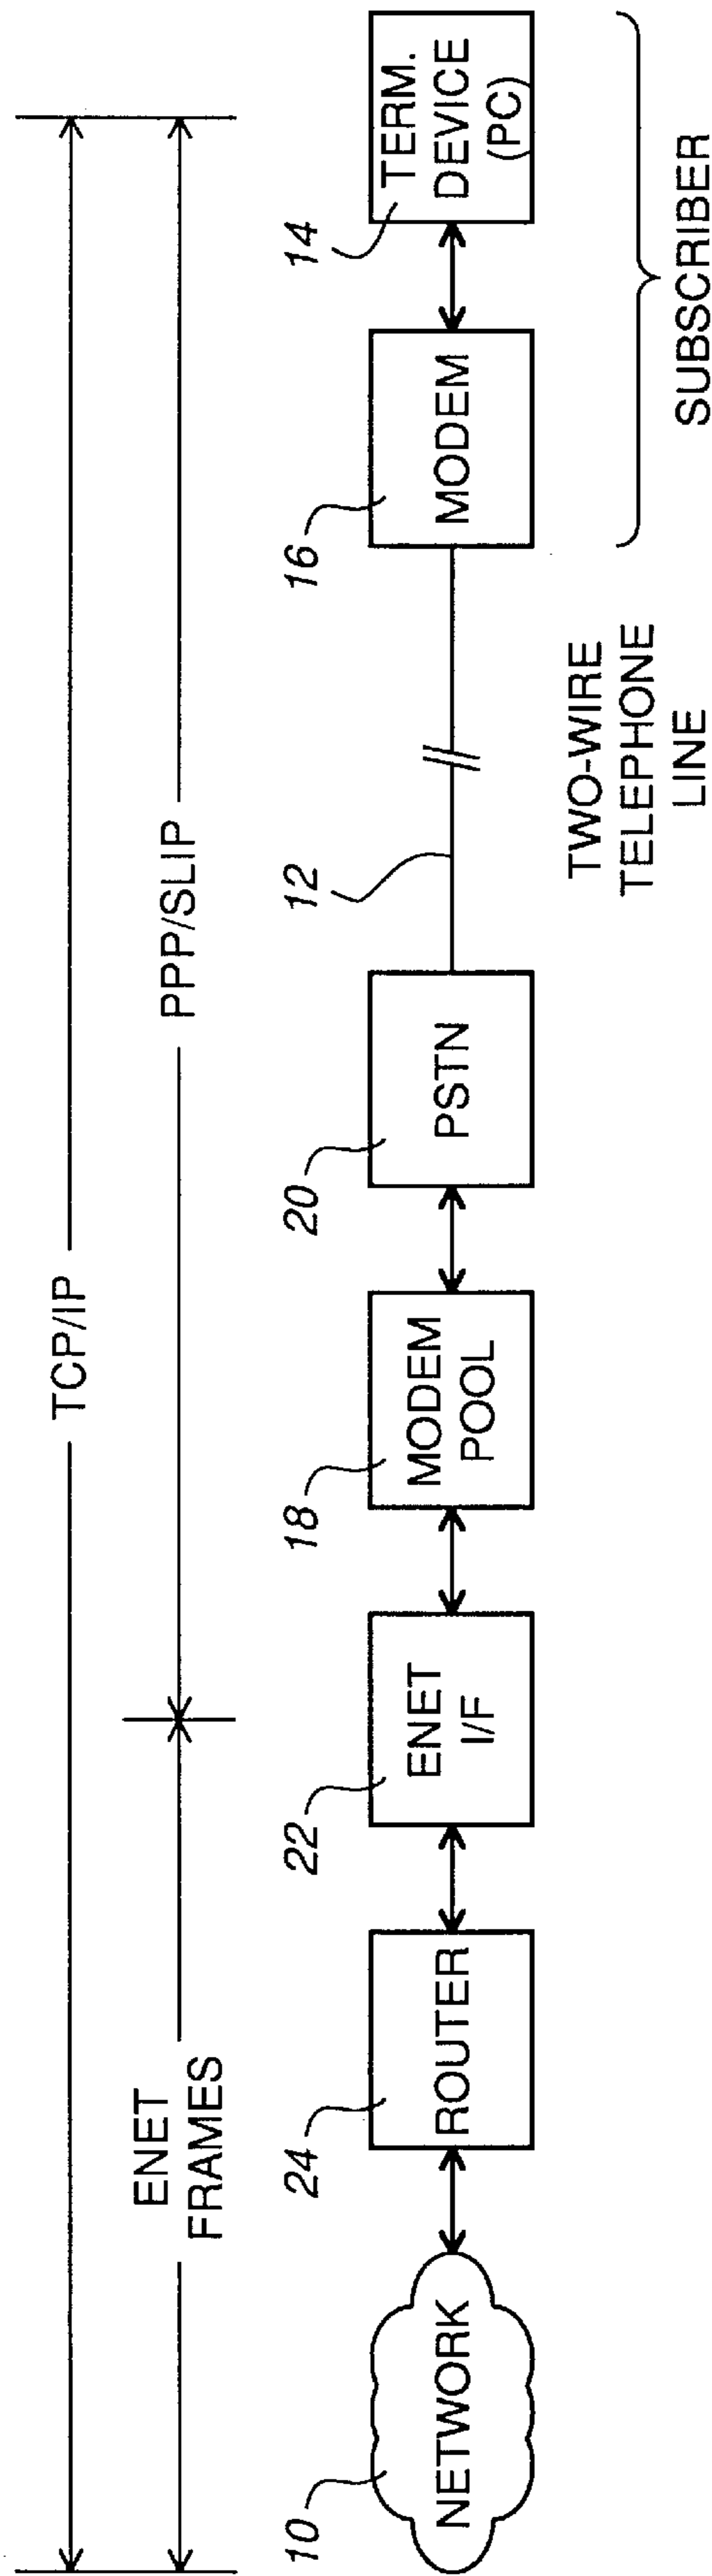 TCP/IP
ENET
FRAMES
PPP/SLIP
10
24
22
18
20
12
16
14
NETWORK
ROUTER
ENET
I/F
MODEM
POOL
PSTN
MODEM
TERM.
DEVICE
(PC)
TWO-WIRE
TELEPHONE
LINE
SUBSCRIBER